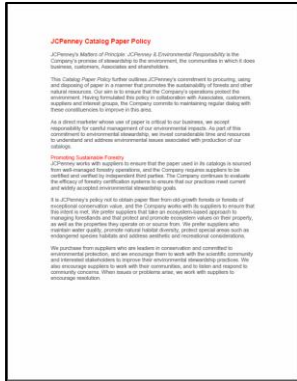 JCPenney Catalog Paper Policy
JCPenney's Matters of Principle: JCPenney & Environmental Responsibility is the
Company's promise of stewardship to the environment, the communities in which it does
business, customers, Associates and shareholders.
This Catalog Paper Policy further outlines JCPenney's commitment to procuring, using
and disposing of paper in a manner that promotes the sustainability of forests and other
natural resources. Our aim is to ensure that the Company's operations protect the
environment. Having formulated this policy in collaboration with Associates, customers,
suppliers and interest groups, the Company commits to maintaining regular dialog with
these constituencies to improve in this area.
As a direct marketer whose use of paper is critical to our business, we accept
responsibility for careful management of our environmental impacts. As part of this
commitment to environmental stewardship, we invest considerable time and resources
to understand and address environmental issues associated with production of our
catalogs.
Promoting Sustainable Forestry
JCPenney works with suppliers to ensure that the paper used in its catalogs is sourced
from well-managed forestry operations, and the Company requires suppliers to be
certified and verified by independent third parties. The Company continues to evaluate
the efficacy of forestry certification systems to ensure that our practices meet current
and widely accepted environmental stewardship goals.
It is JCPenney's policy not to obtain paper fiber from old-growth forests or forests of
exceptional conservation value, and the Company works with its suppliers to ensure that
this intent is met. We prefer suppliers that take an ecosystem-based approach to
managing forestlands and that protect and promote ecosystem values on their property,
as well as the properties they operate on or source from. We prefer suppliers who
maintain water quality, promote natural habitat diversity, protect special areas such as
endangered species habitats and address aesthetic and recreational considerations.
We purchase from suppliers who are leaders in conservation and committed to
environmental protection, and we encourage them to work with the scientific community
and interested stakeholders to improve their environmental stewardship practices. We
also encourage suppliers to work with their communities, and to listen and respond to
community concerns. When issues or problems arise, we work with suppliers to
encourage resolution.